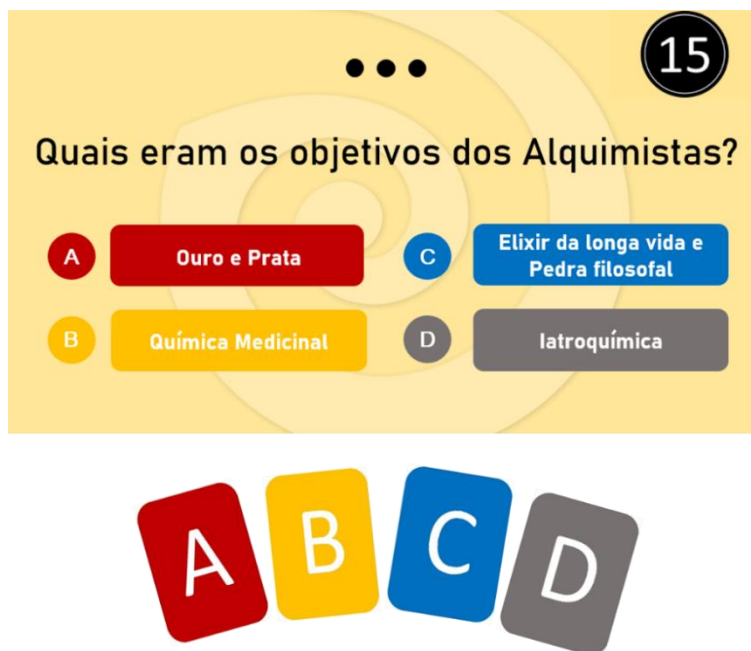 15
Quais eram os objetivos dos Alquimistas?
A
Ouro e Prata
B
Química Medicinal
C
Elixir da longa vida e
Pedra filosofal
D
Iatroquímica
A B C D